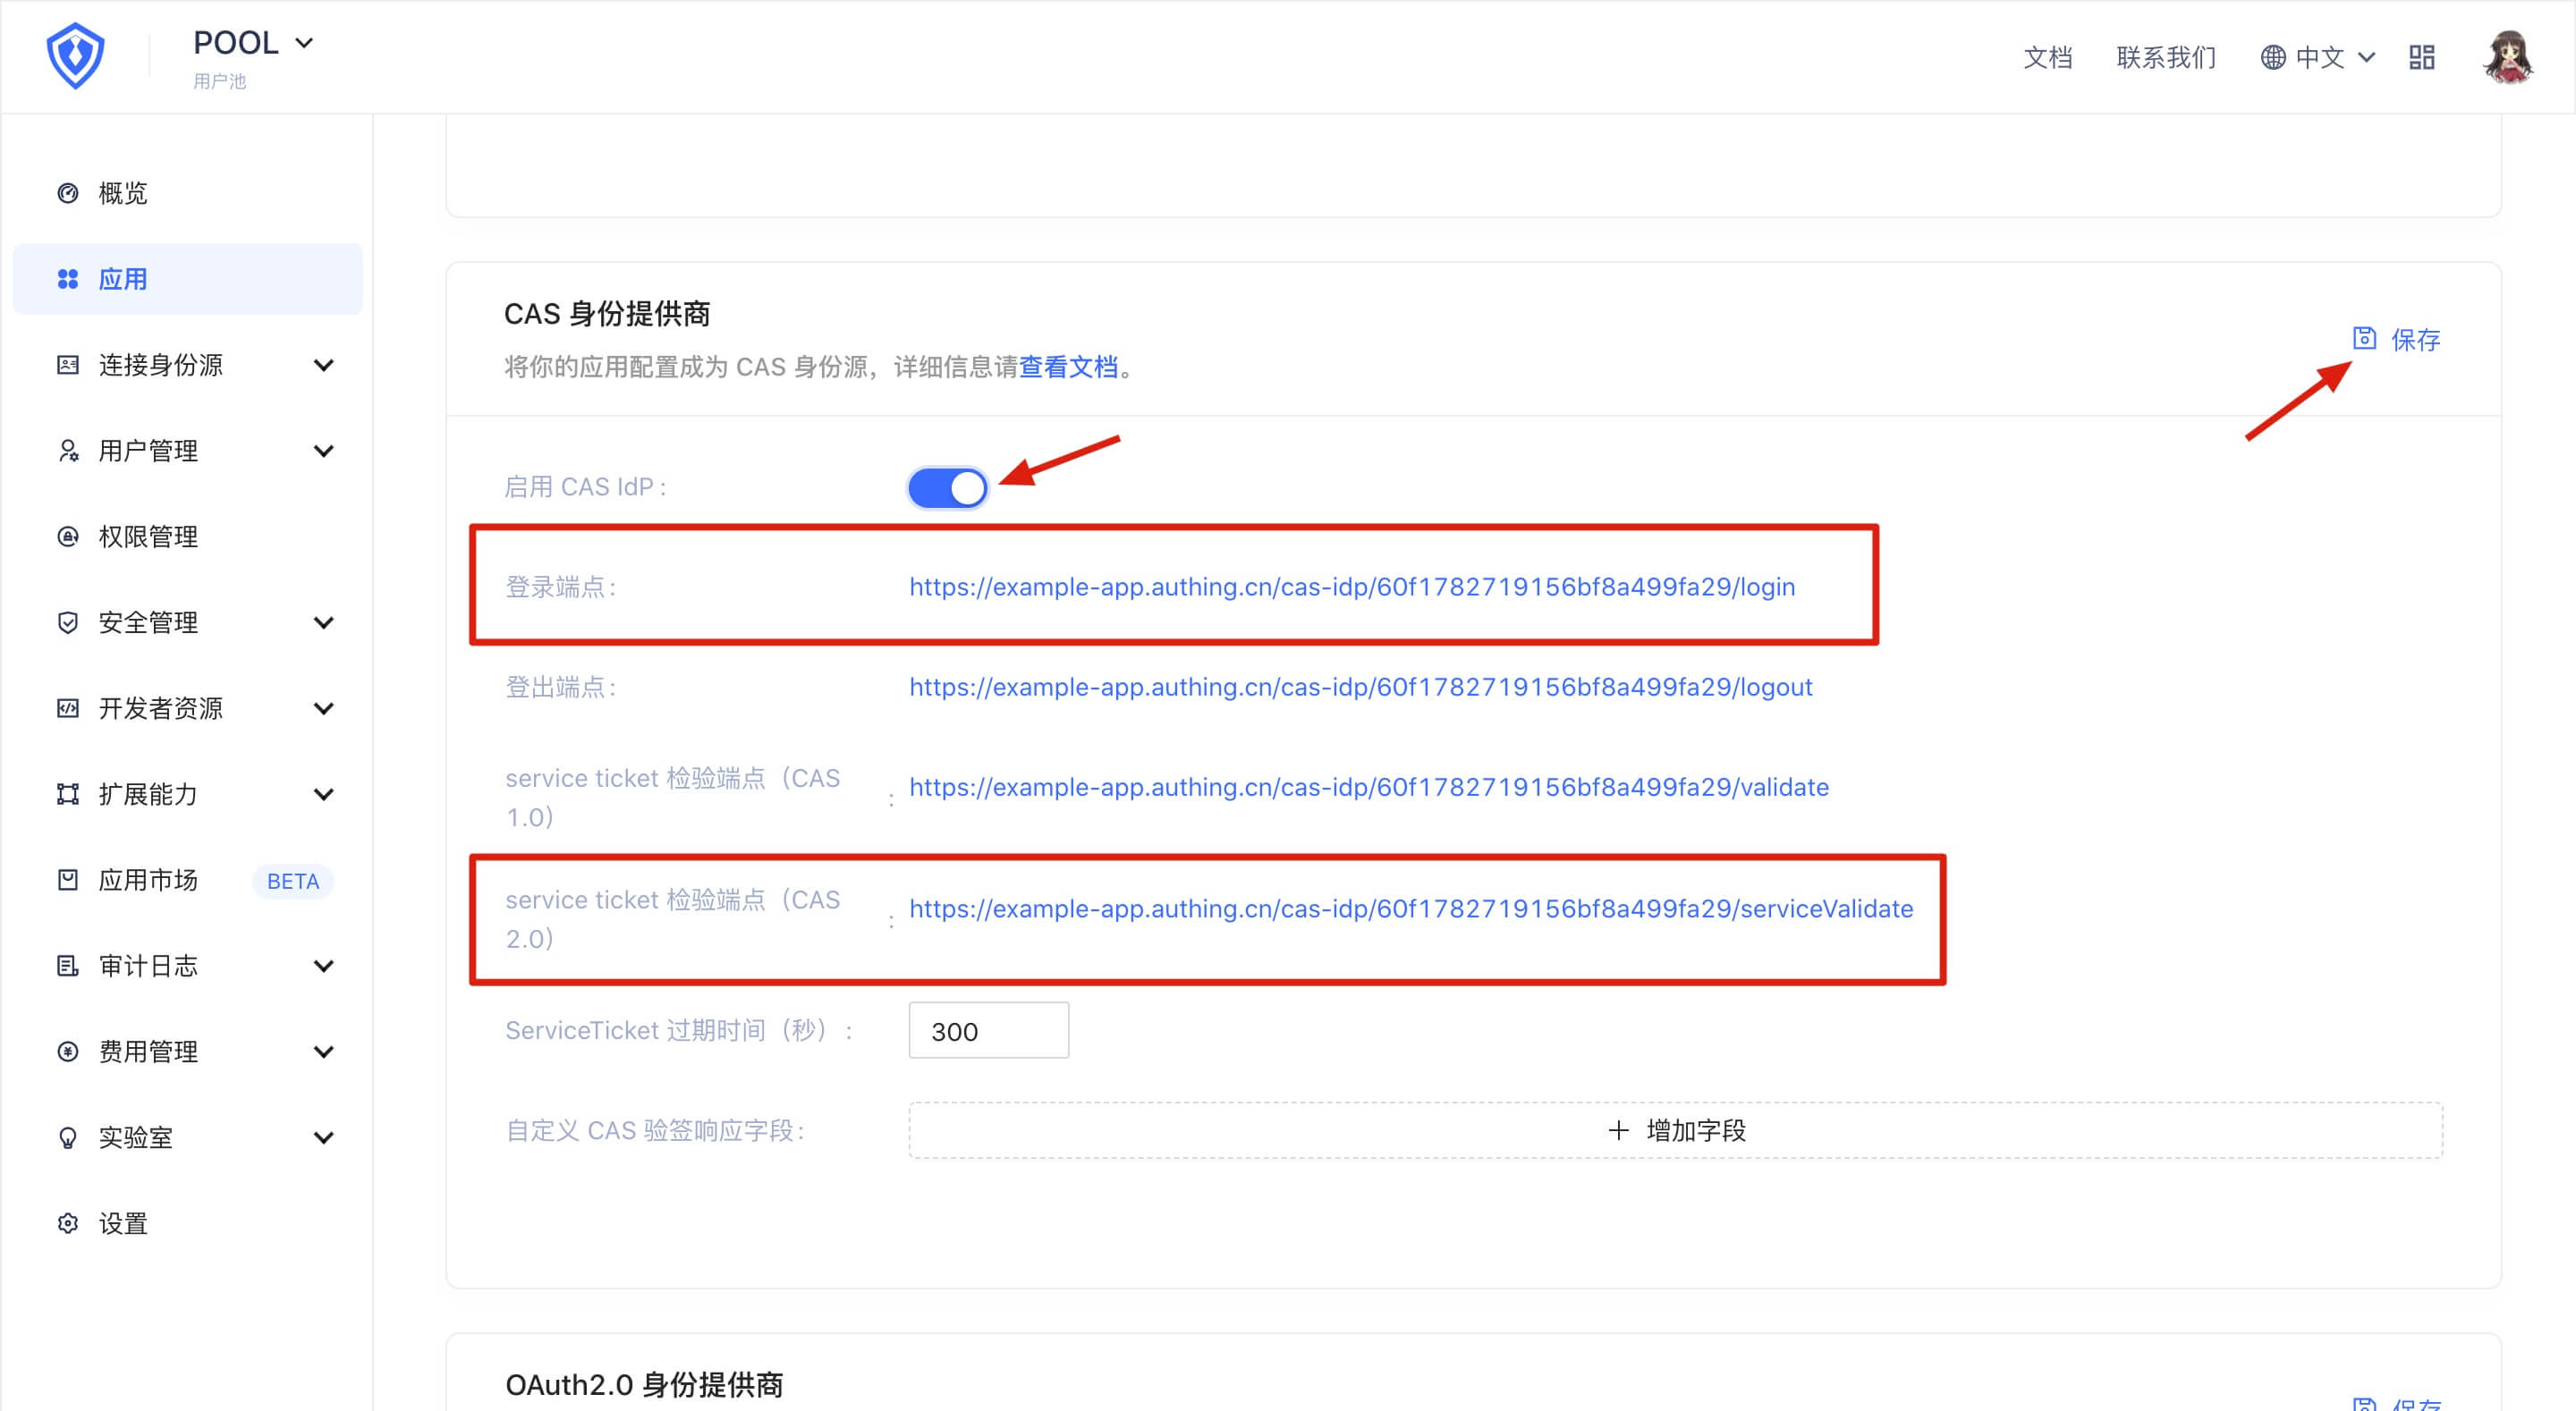 POOL
用户池
文档
联系我们
中文
概览
应用
连接身份源
用户管理
权限管理
安全管理
开发者资源
扩展能力
应用市场
BETA
审计日志
费用管理
实验室
设置
CAS 身份提供商
将你的应用配置成为 CAS 身份源，详细信息请查看文档。
保存
启用 CAS IdP :
登录端点 :
https://example-app.authing.cn/cas-idp/60f1782719156bf8a499fa29/login
登出端点 :
https://example-app.authing.cn/cas-idp/60f1782719156bf8a499fa29/logout
service ticket 检验端点（CAS
1.0） :
https://example-app.authing.cn/cas-idp/60f1782719156bf8a499fa29/validate
service ticket 检验端点（CAS
2.0） :
https://example-app.authing.cn/cas-idp/60f1782719156bf8a499fa29/serviceValidate
ServiceTicket 过期时间（秒） :
300
自定义 CAS 验签响应字段 :
+ 增加字段
OAuth2.0 身份提供商
保存